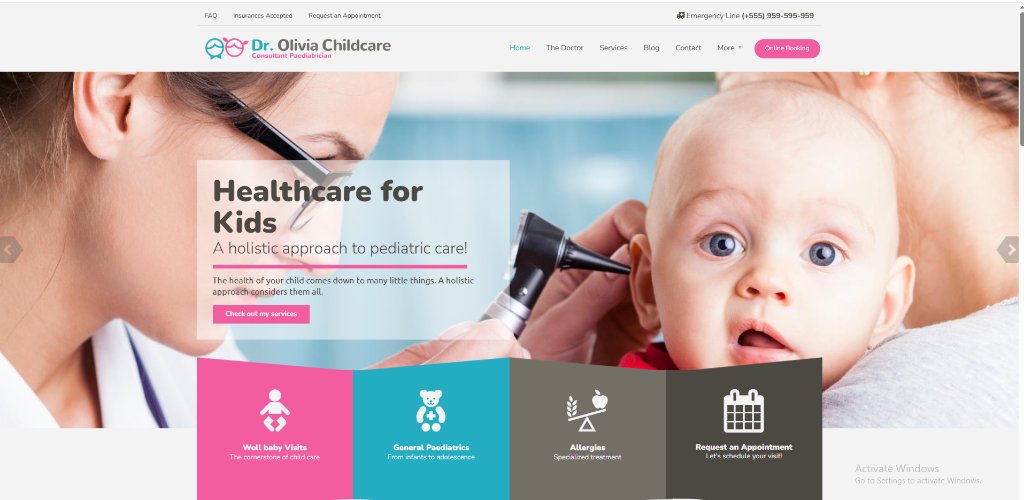 FAQ
Insurances Accepted
Request an Appointment
Emergency Line (+555) 959-595-959
Dr. Olivia Childcare
Consultant Paediatrician
Home
The Doctor
Services
Blog
Contact
More
Online Booking
Healthcare for
Kids
A holistic approach to pediatric care!
The health of your child comes down to many little things. A holistic
approach considers them all.
Check out my services
Well baby Visits
The cornerstone of child care
General Paediatrics
From infants to adolescence
Allergies
Specialized treatment
Request an Appointment
Let's schedule your visit!
Activate Windows
Go to Settings to activate Windows.